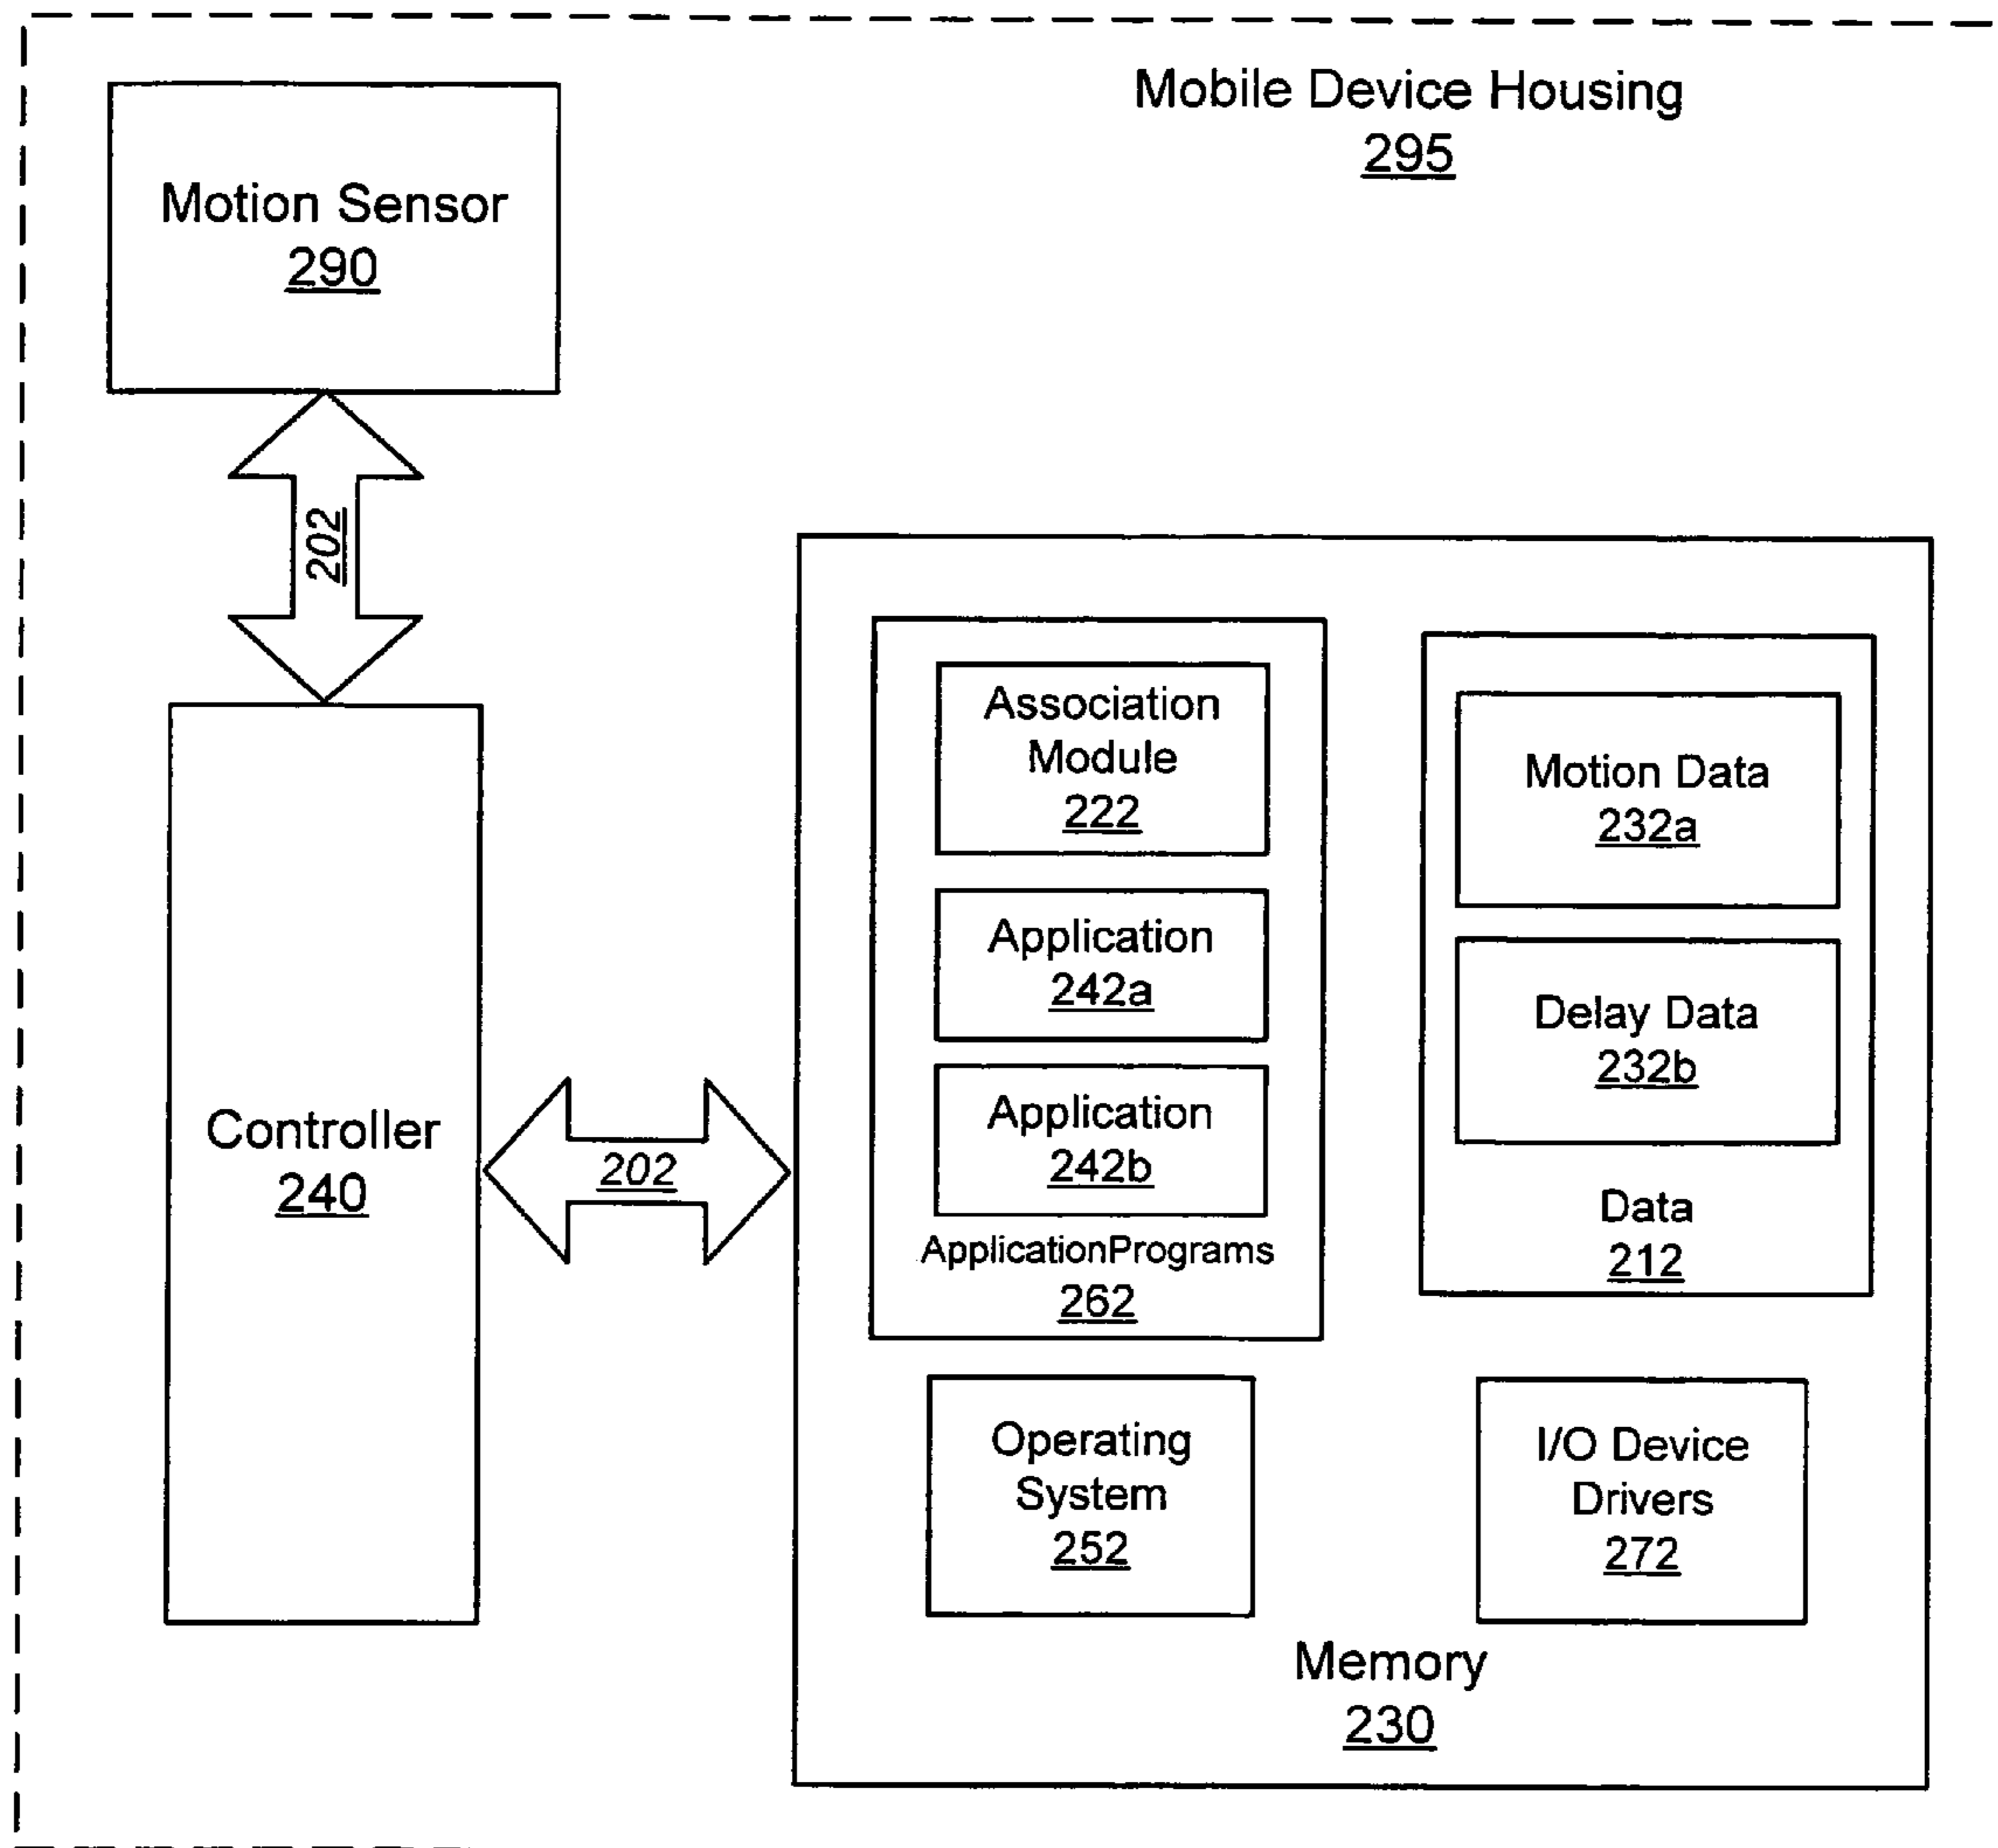 Mobile Device Housing
295
Motion Sensor
290
202
Controller
240
202
Association
Module
222
Application
242a
Application
242b
ApplicationPrograms
262
Motion Data
232a
Delay Data
232b
Data
212
Operating
System
252
I/O Device
Drivers
272
Memory
230